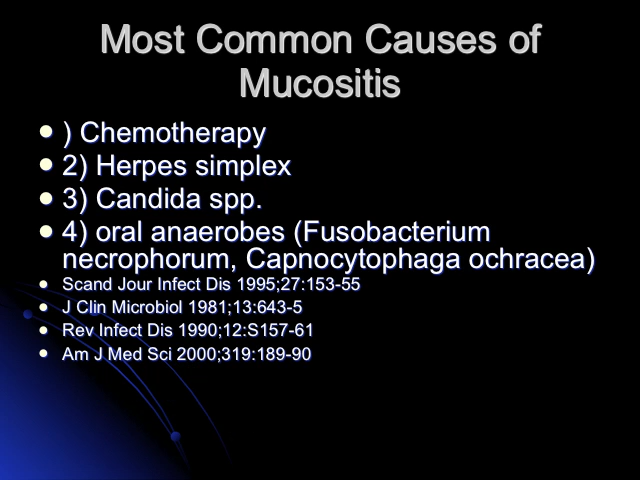 Most Common Causes of
Mucositis
) Chemotherapy
2) Herpes simplex
3) Candida spp.
4) oral anaerobes (Fusobacterium
necrophorum, Capnocytophaga ochracea)
Scand Jour Infect Dis 1995;27:153-55
J Clin Microbiol 1981;13:643-5
Rev Infect Dis 1990;12:S157-61
Am J Med Sci 2000;319:189-90